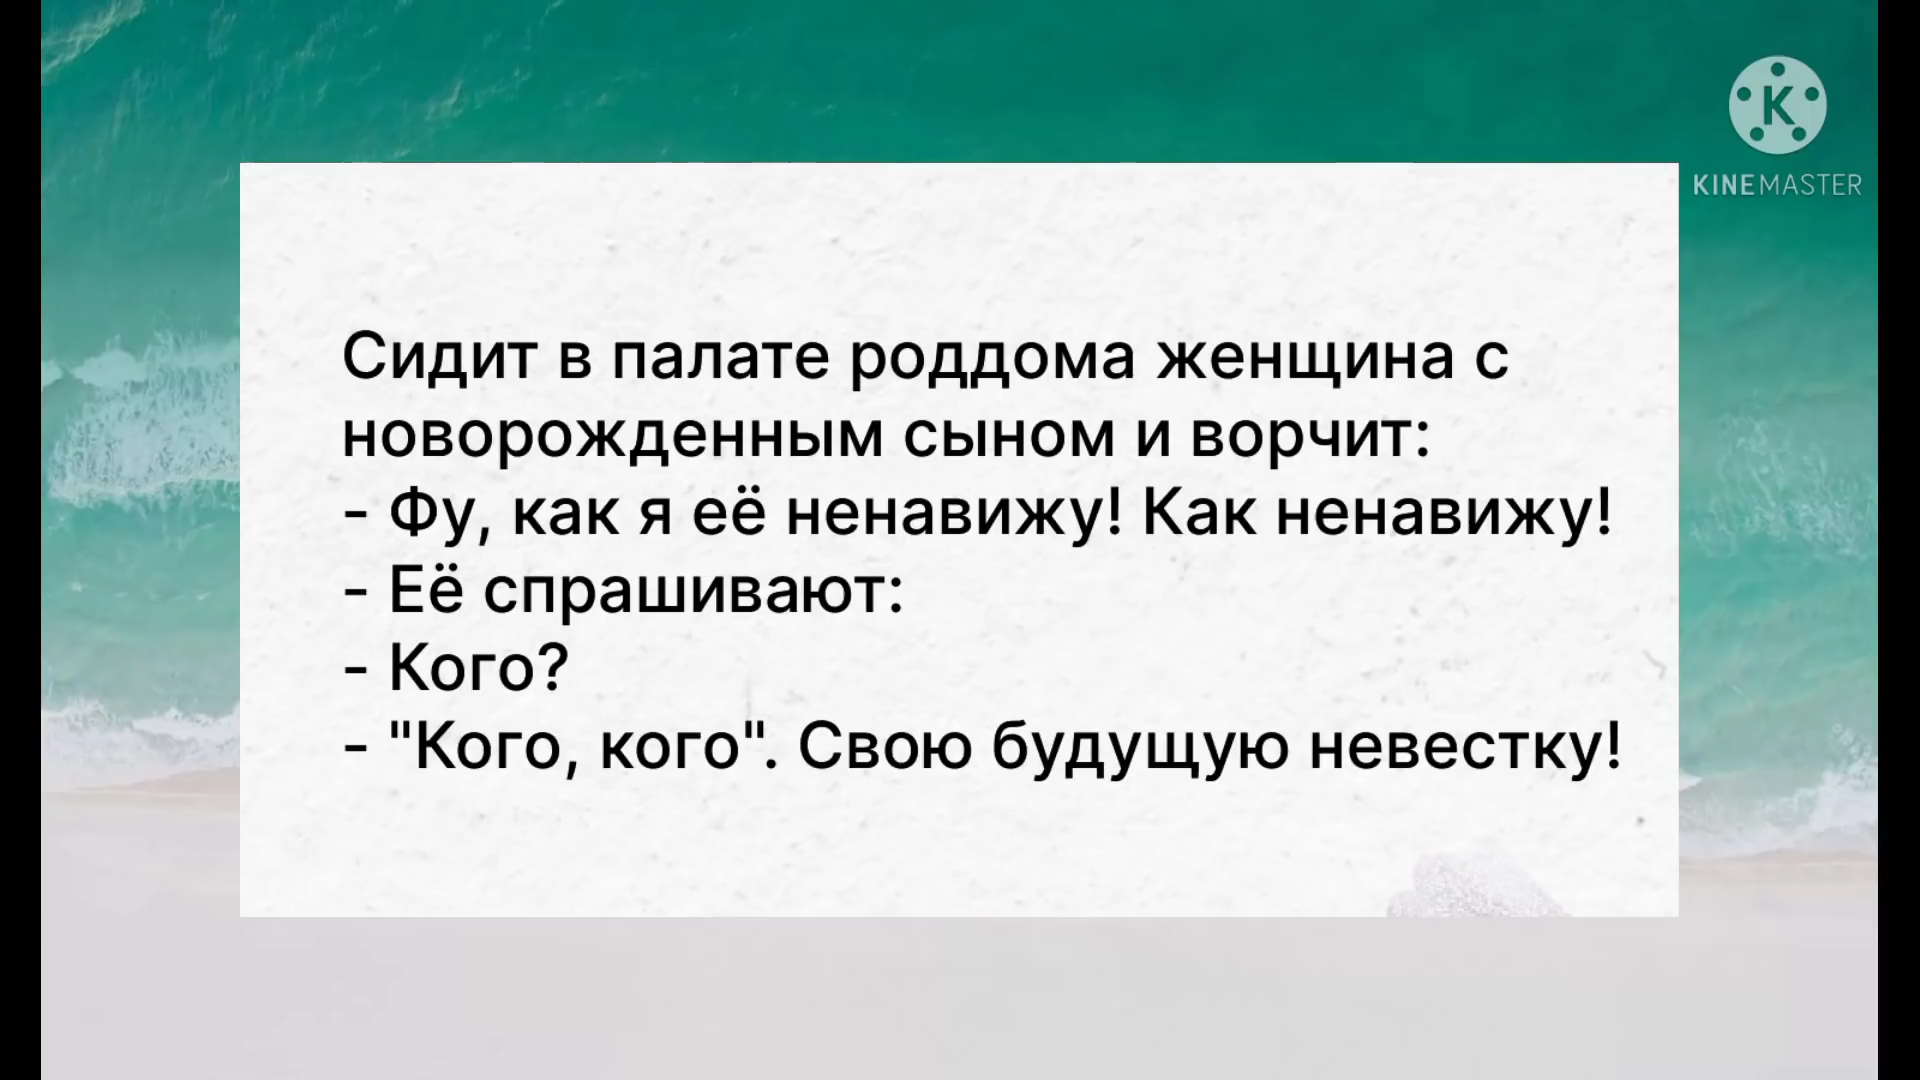 Сидит в палате роддома женщина с
новорожденным сыном и ворчит:
- Фу, как я её ненавижу! Как ненавижу!
- Её спрашивают:
- Кого?
- "Кого, кого". Свою будущую невестку!
K
KINEMASTER